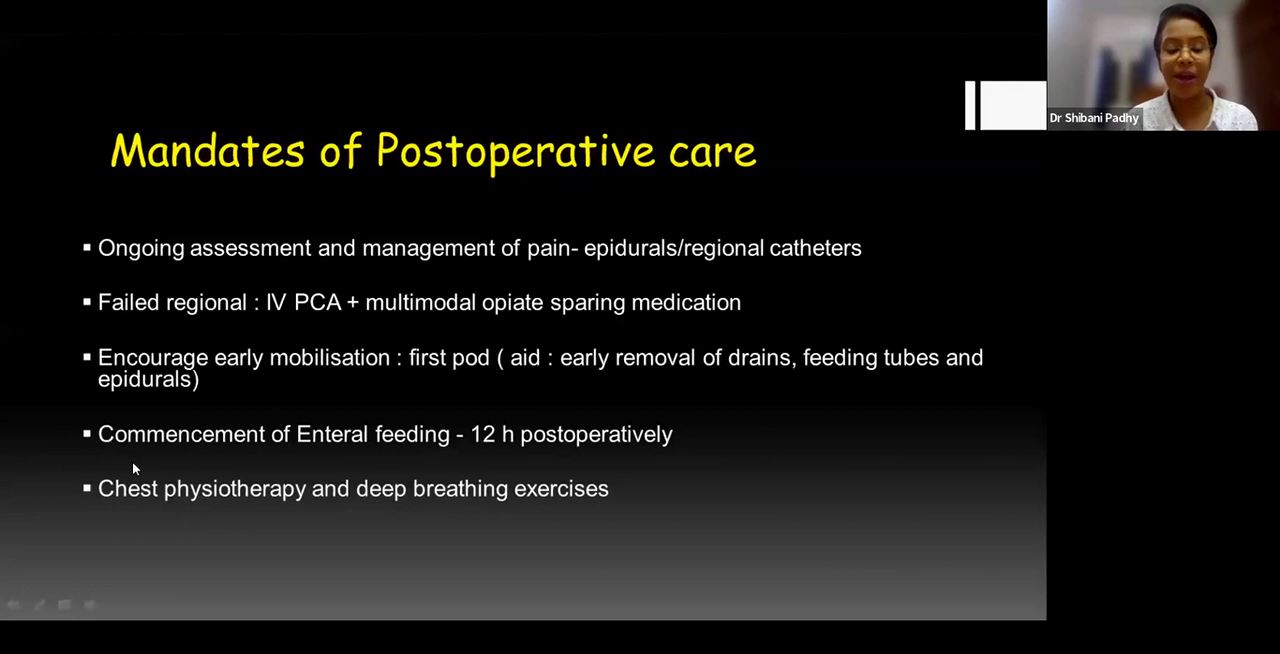 Dr Shibani Padhy
Mandates of Postoperative care
▪ Ongoing assessment and management of pain- epidurals/regional catheters
▪ Failed regional : IV PCA + multimodal opiate sparing medication
▪ Encourage early mobilisation : first pod ( aid : early removal of drains, feeding tubes and
epidurals)
▪ Commencement of Enteral feeding - 12 h postoperatively
▪ Chest physiotherapy and deep breathing exercises